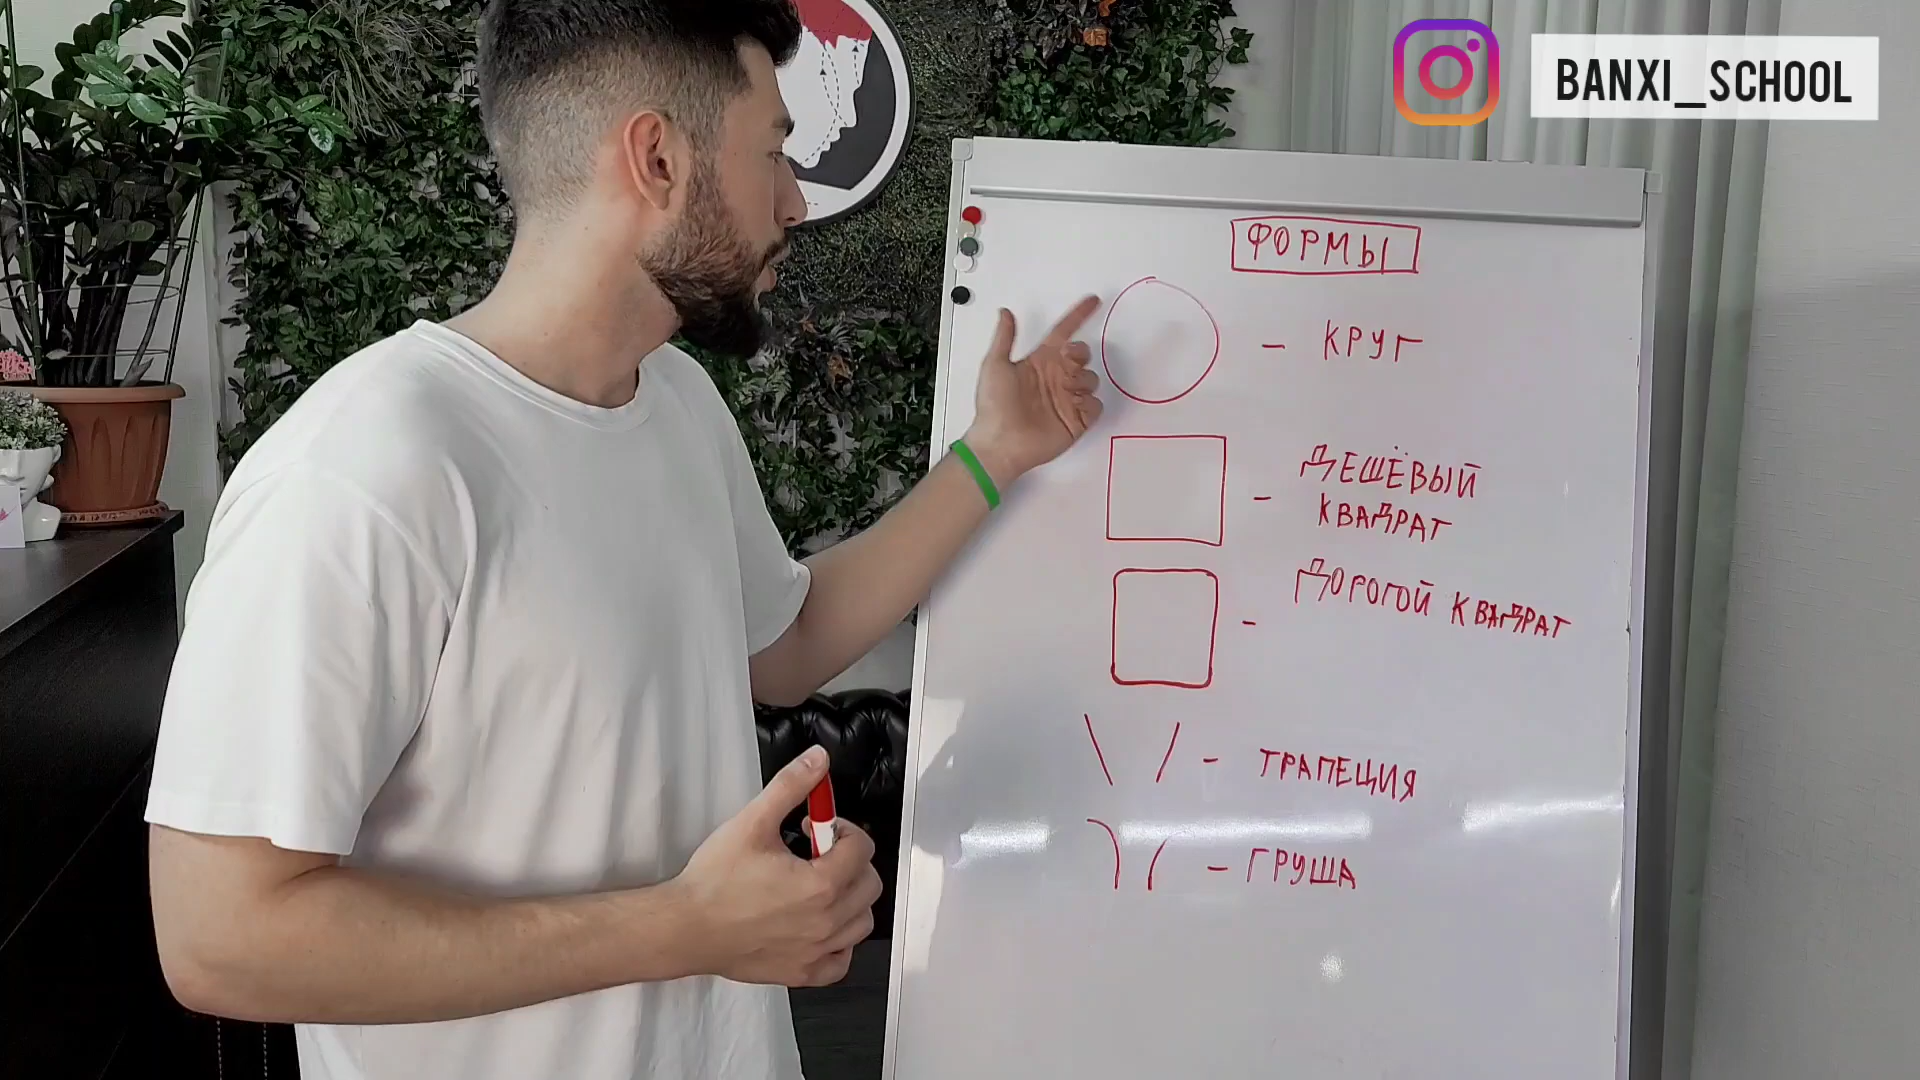 BANXI_SCHOOL
ФОРМЫ
– КРУГ
– ДЕШЁВЫЙ
КВАДРАТ
– ДОРОГОЙ КВАДРАТ
– ТРАПЕЦИЯ
– ГРУША